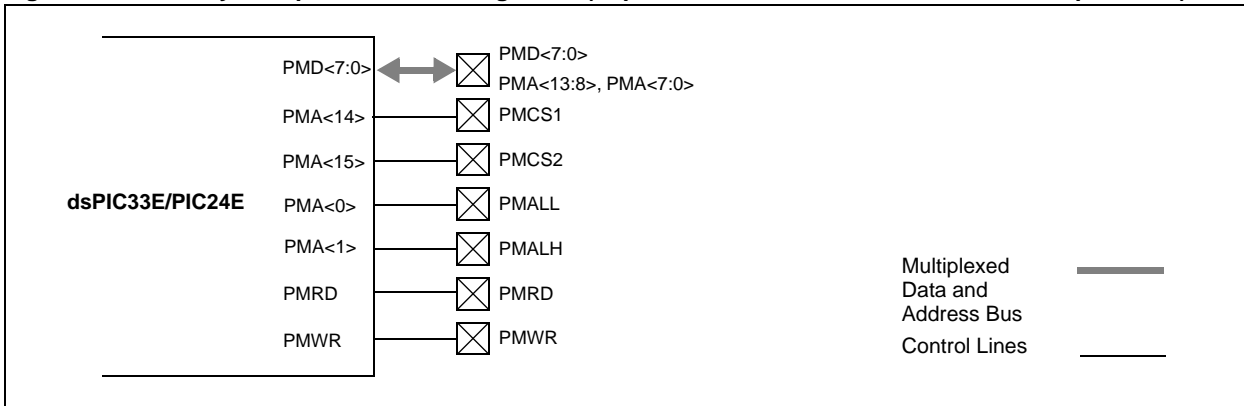 PMD<7:0> PMD<7:0>
PMA<13:8>, PMA<7:0>
PMA<14> PMCS1
PMA<15> PMCS2
dsPIC33E/PIC24E PMA<0> PMALL
PMA<1> PMALH
PMRD PMRD
PMWR PMWR
Multiplexed
Data and
Address Bus
Control Lines